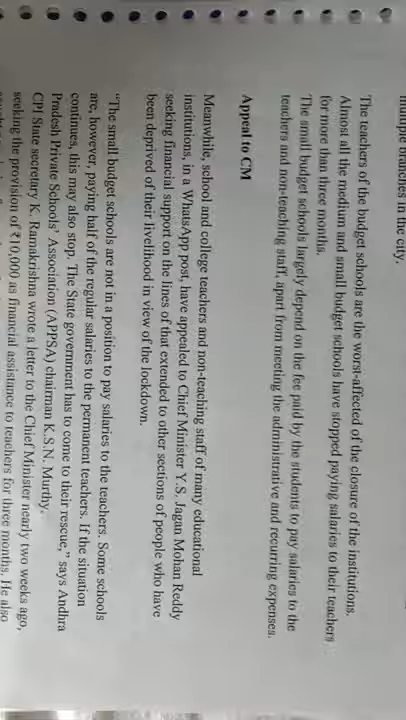 multiple branches in the city.
The teachers of the budget schools are the worst-affected of the closure of the institutions.
Almost all the medium and small budget schools have stopped paying salaries to their teachers
for more than three months.
The small budget schools largely depend on the fee paid by the students to pay salaries to the
teachers and non-teaching staff, apart from meeting the administrative and recurring expenses.
Appeal to CM
Meanwhile, school and college teachers and non-teaching staff of many educational
institutions, in a WhatsApp post, have appealed to Chief Minister Y.S. Jagan Mohan Reddy
seeking financial support on the lines of that extended to other sections of people who have
been deprived of their livelihood in view of the lockdown.
“The small budget schools are not in a position to pay salaries to the teachers. Some schools
are, however, paying half of the regular salaries to the permanent teachers. If the situation
continues, this may also stop. The State government has to come to their rescue,” says Andhra
Pradesh Private Schools’ Association (APPSA) chairman K.S.N. Murthy.
CPI State secretary K. Ramakrishna wrote a letter to the Chief Minister nearly two weeks ago,
seeking the provision of ₹10,000 as financial assistance to teachers for three months. He also